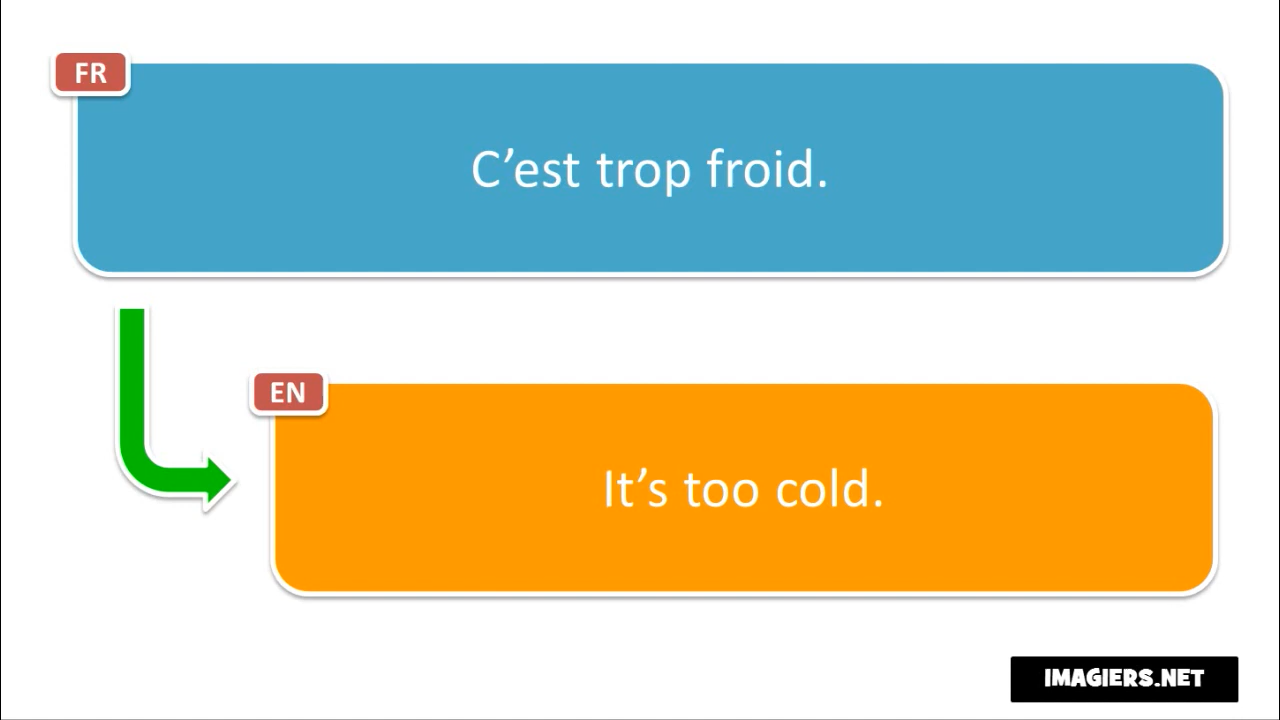 FR
C’est trop froid.
EN
It’s too cold.
IMAGIERS.NET